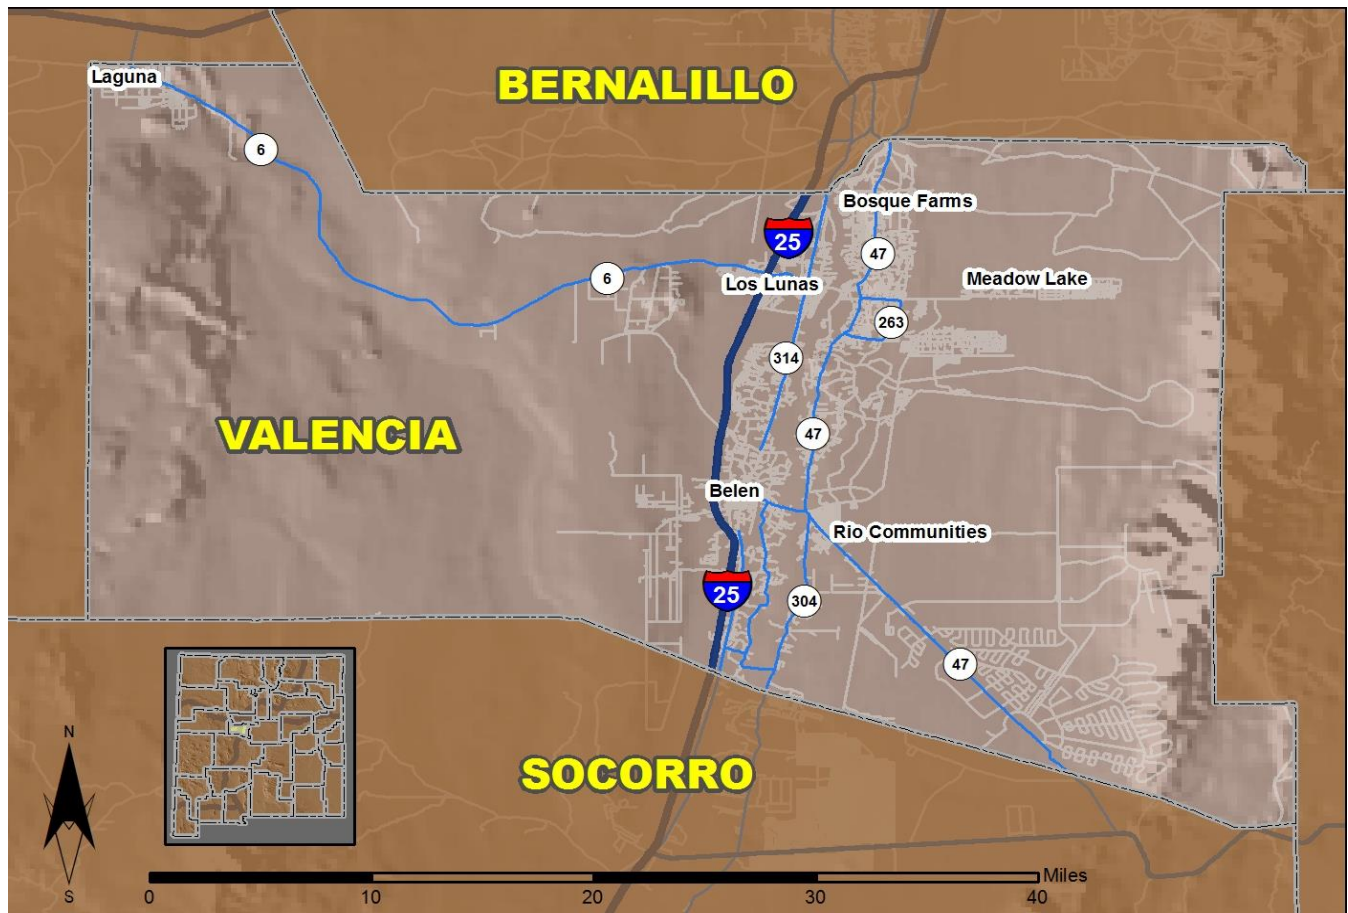 Laguna
BERNALILLO
6
Bosque Farms
25
47
6
Los Lunas
Meadow Lake
263
314
VALENCIA
47
Belen
Rio Communities
25
304
47
SOCORRO
N
S
Miles
0
10
20
30
40